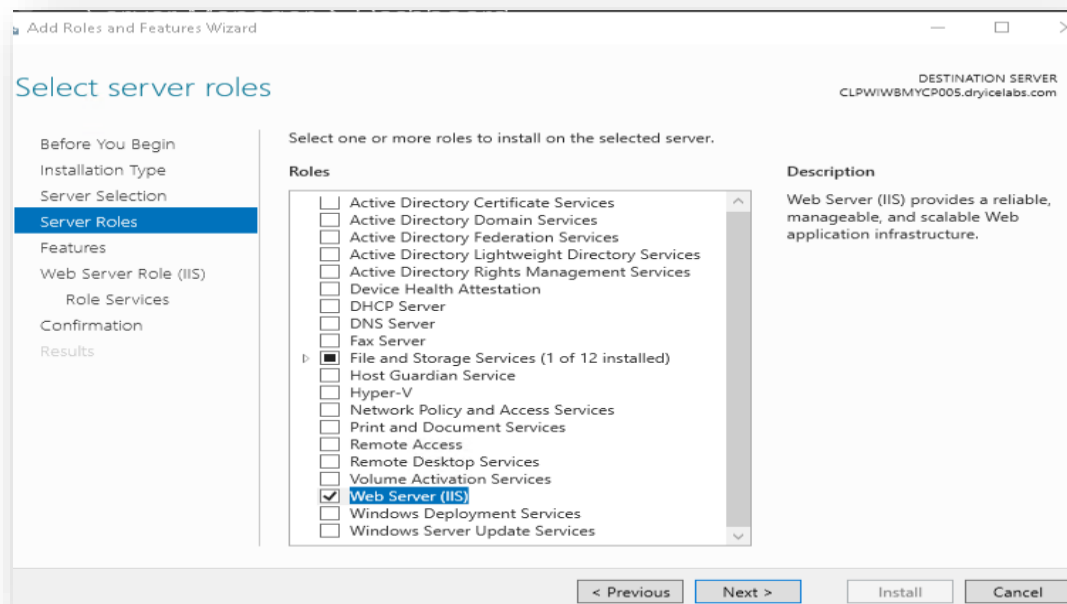 Add Roles and Features Wizard
Select server roles
DESTINATION SERVER
CLPWIWBMYCP005.dryicelabs.com
Before You Begin
Installation Type
Server Selection
Server Roles
Features
Web Server Role (IIS)
Role Services
Confirmation
Results
Select one or more roles to install on the selected server.
Roles
Active Directory Certificate Services
Active Directory Domain Services
Active Directory Federation Services
Active Directory Lightweight Directory Services
Active Directory Rights Management Services
Device Health Attestation
DHCP Server
DNS Server
Fax Server
File and Storage Services (1 of 12 installed)
Host Guardian Service
Hyper-V
Network Policy and Access Services
Print and Document Services
Remote Access
Remote Desktop Services
Volume Activation Services
Web Server (IIS)
Windows Deployment Services
Windows Server Update Services
Description
Web Server (IIS) provides a reliable,
manageable, and scalable Web
application infrastructure.
< Previous
Next >
Install
Cancel